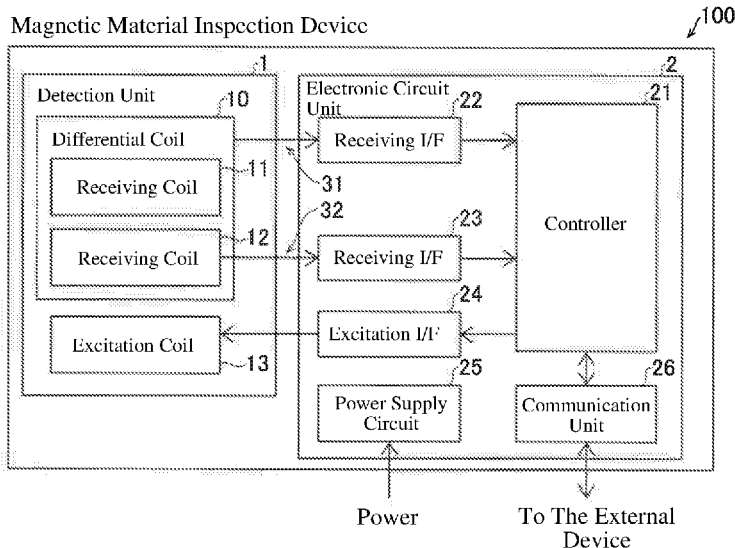 Magnetic Material Inspection Device
100
1
Detection Unit
10
Differential Coil
11
Receiving Coil
12
Receiving Coil
Excitation Coil
13
31
32
2
Electronic Circuit
Unit
21
22
Receiving I/F
Controller
23
Receiving I/F
24
Excitation I/F
25
Power Supply
Circuit
26
Communication
Unit
Power
To The External
Device